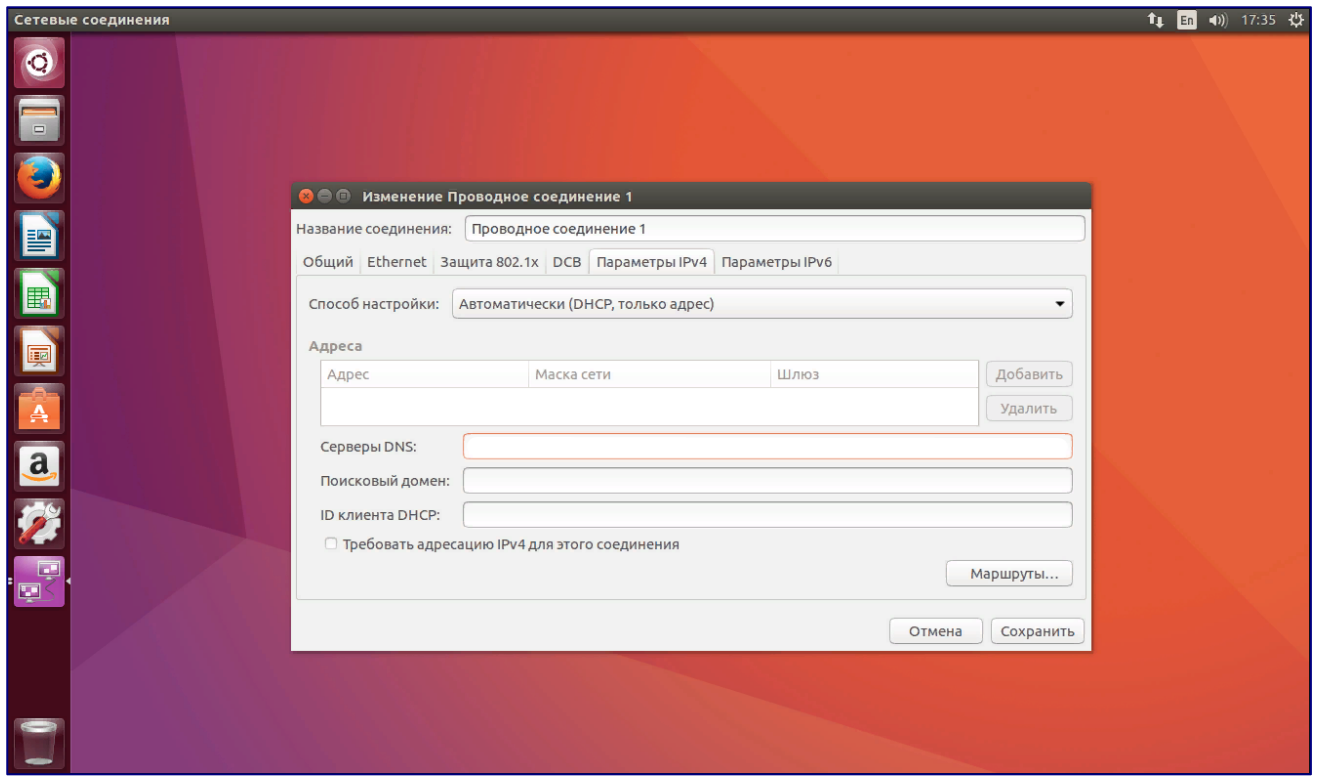 Сетевые соединения En 17:35
Изменение Проводное соединение 1
Название соединения: Проводное соединение 1
Общий Ethernet Защита 802.1x DCB Параметры IPv4 Параметры IPv6
Способ настройки: Автоматически (DHCP, только адрес)
Адреса
Адрес Маска сети Шлюз Добавить
Удалить
Серверы DNS:
Поисковый домен:
ID клиента DHCP:
Требовать адресацию IPv4 для этого соединения
Маршруты...
Отмена Сохранить